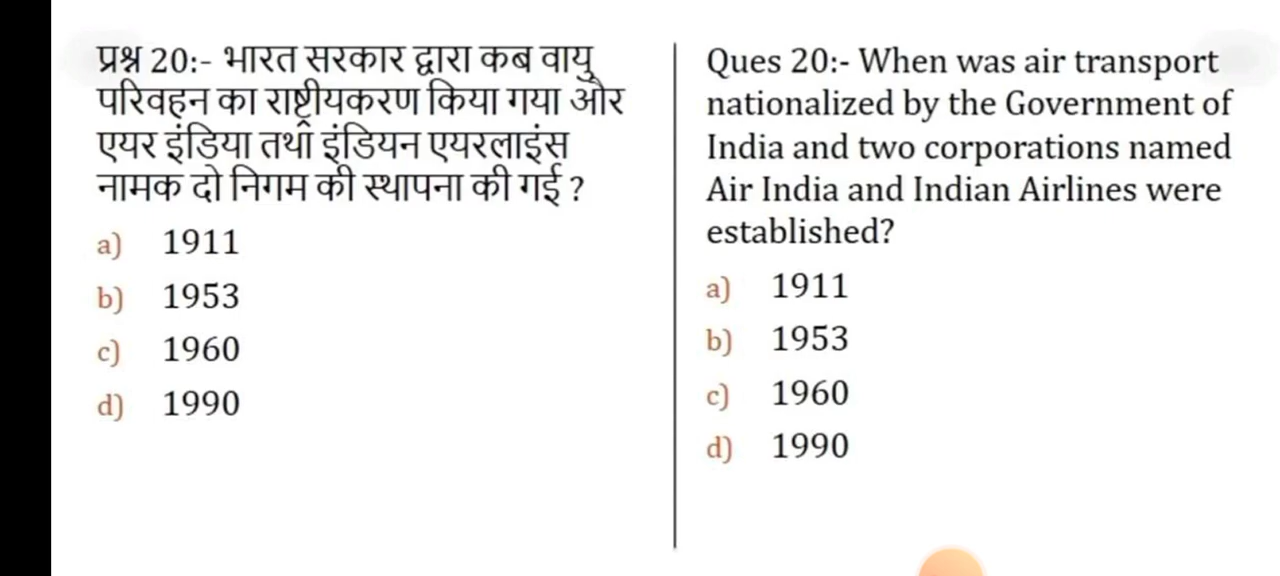 प्रश्न 20:- भारत सरकार द्वारा कब वायु
परिवहन का राष्ट्रीयकरण किया गया और
एयर इंडिया तथा इंडियन एयरलाइंस
नामक दो निगम की स्थापना की गई ?
a) 1911
b) 1953
c) 1960
d) 1990
Ques 20:- When was air transport
nationalized by the Government of
India and two corporations named
Air India and Indian Airlines were
established?
a) 1911
b) 1953
c) 1960
d) 1990